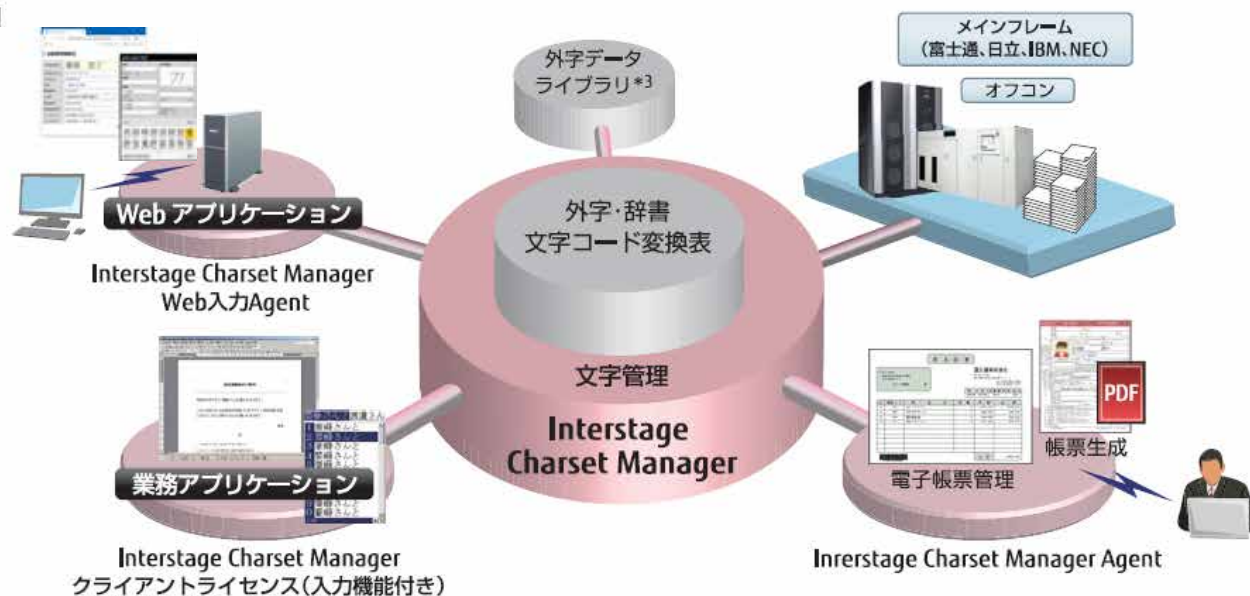 外字データ
ライブラリ*3
メインフレーム
(富士通、日立、IBM、NEC)
オフコン
Web アプリケーション
Interstage Charset Manager
Web入力Agent
外字・辞書
文字コード変換表
文字管理
Interstage
Charset Manager
業務アプリケーション
Interstage Charset Manager
クライアントライセンス(入力機能付き)
PDF
帳票生成
電子帳票管理
Inrerstage Charset Manager Agent